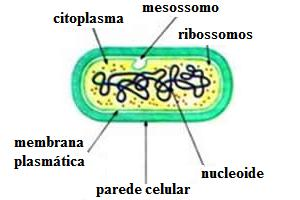 mesossomo
citoplasma
ribossomos
membrana
plasmática
nucleoide
parede celular